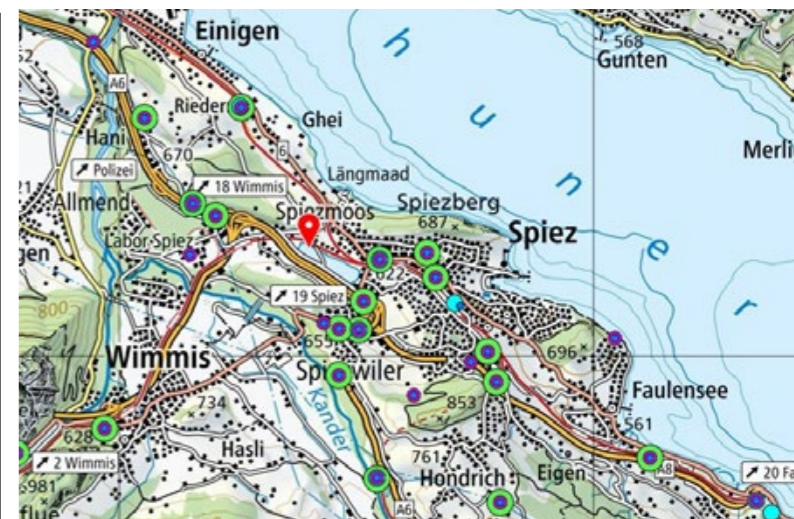 Einigen
568
Gunten
A6
Rieder
h
Ghei
u
Hani
6
670
Merli
Polizei
Längmaad
18 Wimmis
n
Allmend
Spiezmoos
Spiezberg
687
Spiez
e
Labor Spiez
gen
622
19 Spiez
r
800
655
696
Wimmis
Spiezwiler
Faulensee
734
853
Kander
561
628
Hasli
761
2 Wimmis
Hondrich
Eigen
A8
20 Fa
981
A6
flue